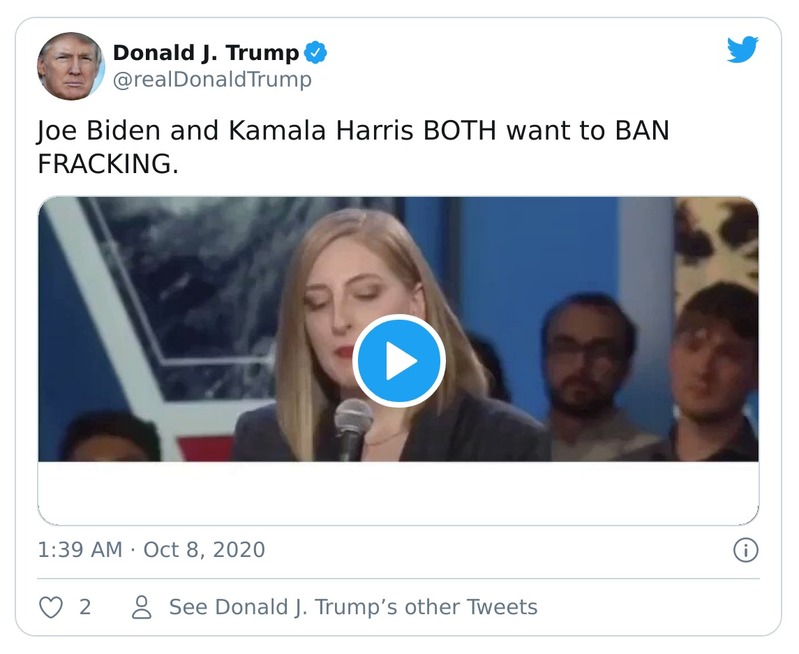 Donald J. Trump
@realDonaldTrump
Joe Biden and Kamala Harris BOTH want to BAN
FRACKING.
1:39 AM · Oct 8, 2020
2
See Donald J. Trump’s other Tweets